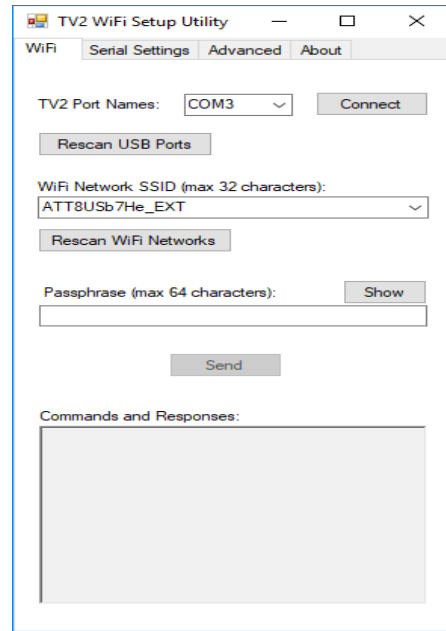 TV2 WiFi Setup Utility
WiFi Serial Settings Advanced About
TV2 Port Names: COM3 Connect
Rescan USB Ports
WiFi Network SSID (max 32 characters):
ATT8USb7He_EXT
Rescan WiFi Networks
Passphrase (max 64 characters): Show
Send
Commands and Responses: